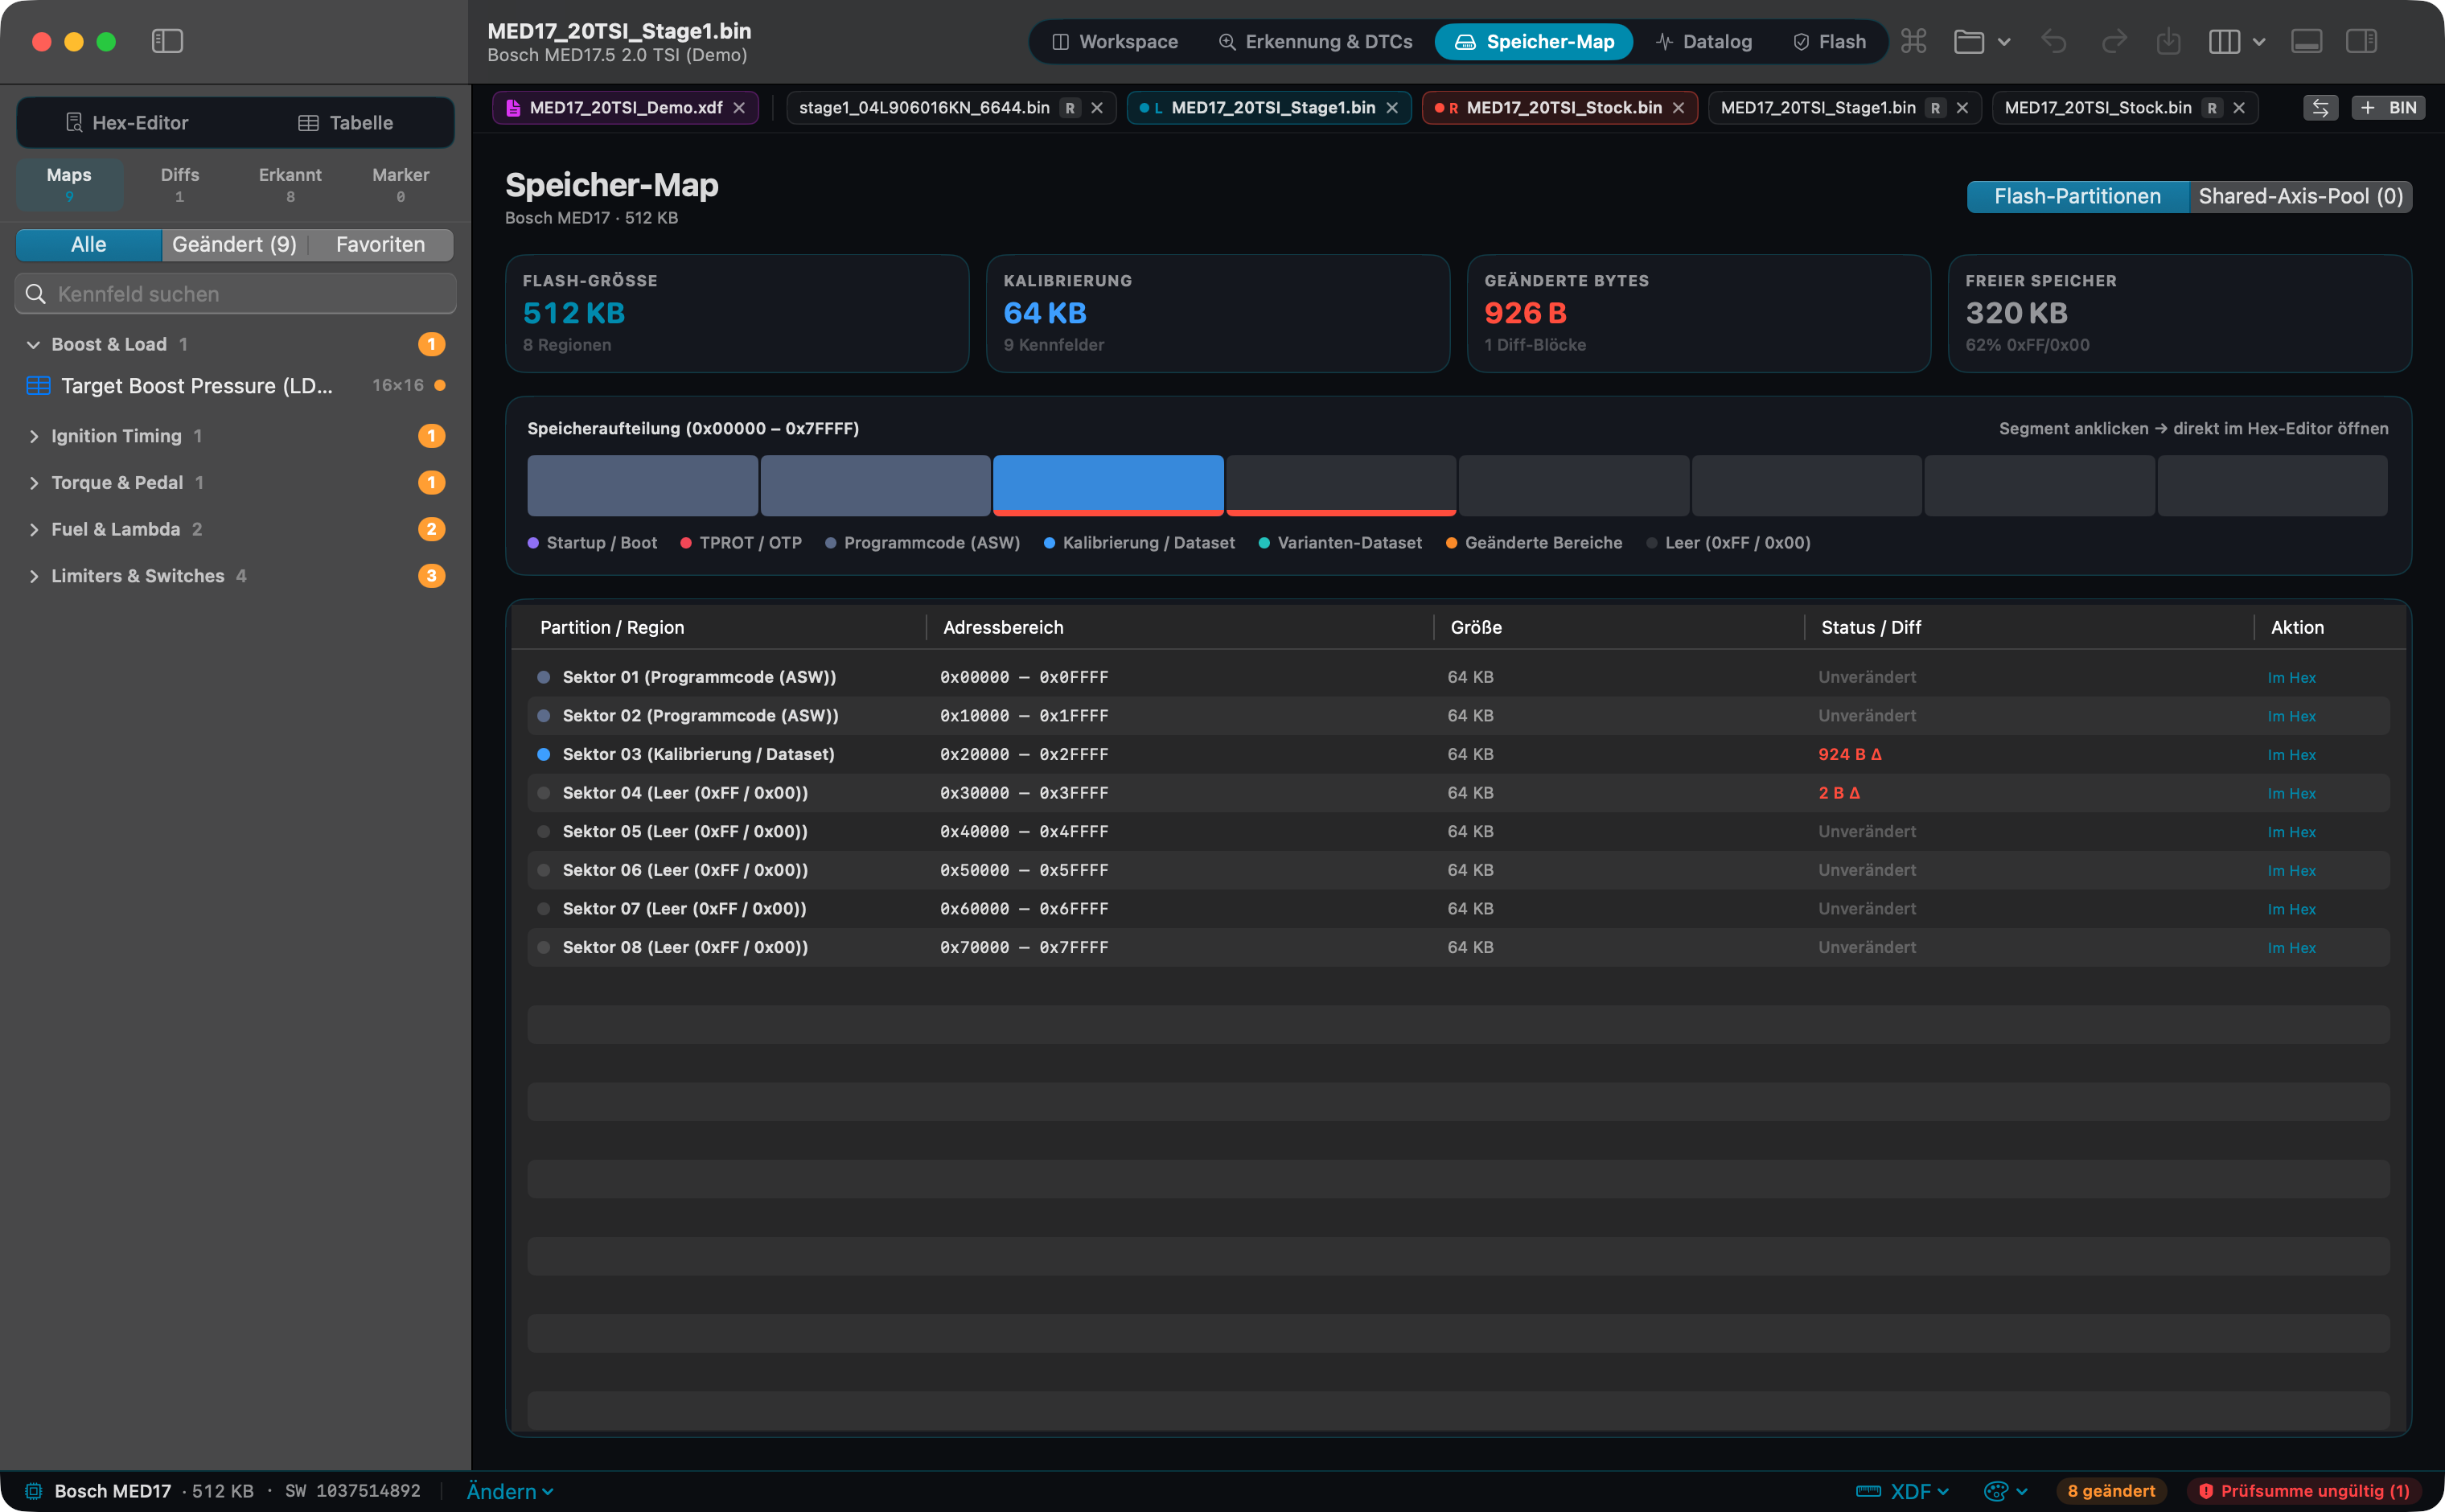 MED17_20TSI_Stage1.bin
Bosch MED17.5 2.0 TSI (Demo)
Workspace
Erkennung & DTCs
Speicher-Map
Datalog
Flash
Hex-Editor
Tabelle
Maps
9
Diffs
1
Erkannt
8
Marker
0
Alle
Geändert (9)
Favoriten
Kennfeld suchen
Boost & Load 1 1
Target Boost Pressure (LD... 16×16
Ignition Timing 1 1
Torque & Pedal 1 1
Fuel & Lambda 2 2
Limiters & Switches 4 3
MED17_20TSI_Demo.xdf
stage1_04L906016KN_6644.bin R
L MED17_20TSI_Stage1.bin
R MED17_20TSI_Stock.bin
MED17_20TSI_Stage1.bin R
MED17_20TSI_Stock.bin R
+ BIN
Speicher-Map
Bosch MED17 · 512 KB
Flash-Partitionen
Shared-Axis-Pool (0)
FLASH-GRÖSSE
512 KB
8 Regionen
KALIBRIERUNG
64 KB
9 Kennfelder
GEÄNDERTE BYTES
926 B
1 Diff-Blöcke
FREIER SPEICHER
320 KB
62% 0xFF/0x00
Speicheraufteilung (0x00000 – 0x7FFFF)
Segment anklicken → direkt im Hex-Editor öffnen
Startup / Boot
TPROT / OTP
Programmcode (ASW)
Kalibrierung / Dataset
Varianten-Dataset
Geänderte Bereiche
Leer (0xFF / 0x00)
Partition / Region Adressbereich Größe Status / Diff Aktion
Sektor 01 (Programmcode (ASW)) 0x00000 – 0x0FFFF 64 KB Unverändert Im Hex
Sektor 02 (Programmcode (ASW)) 0x10000 – 0x1FFFF 64 KB Unverändert Im Hex
Sektor 03 (Kalibrierung / Dataset) 0x20000 – 0x2FFFF 64 KB 924 B Δ Im Hex
Sektor 04 (Leer (0xFF / 0x00)) 0x30000 – 0x3FFFF 64 KB 2 B Δ Im Hex
Sektor 05 (Leer (0xFF / 0x00)) 0x40000 – 0x4FFFF 64 KB Unverändert Im Hex
Sektor 06 (Leer (0xFF / 0x00)) 0x50000 – 0x5FFFF 64 KB Unverändert Im Hex
Sektor 07 (Leer (0xFF / 0x00)) 0x60000 – 0x6FFFF 64 KB Unverändert Im Hex
Sektor 08 (Leer (0xFF / 0x00)) 0x70000 – 0x7FFFF 64 KB Unverändert Im Hex
Bosch MED17 · 512 KB · SW 1037514892
Ändern
XDF
8 geändert
Prüfsumme ungültig (1)